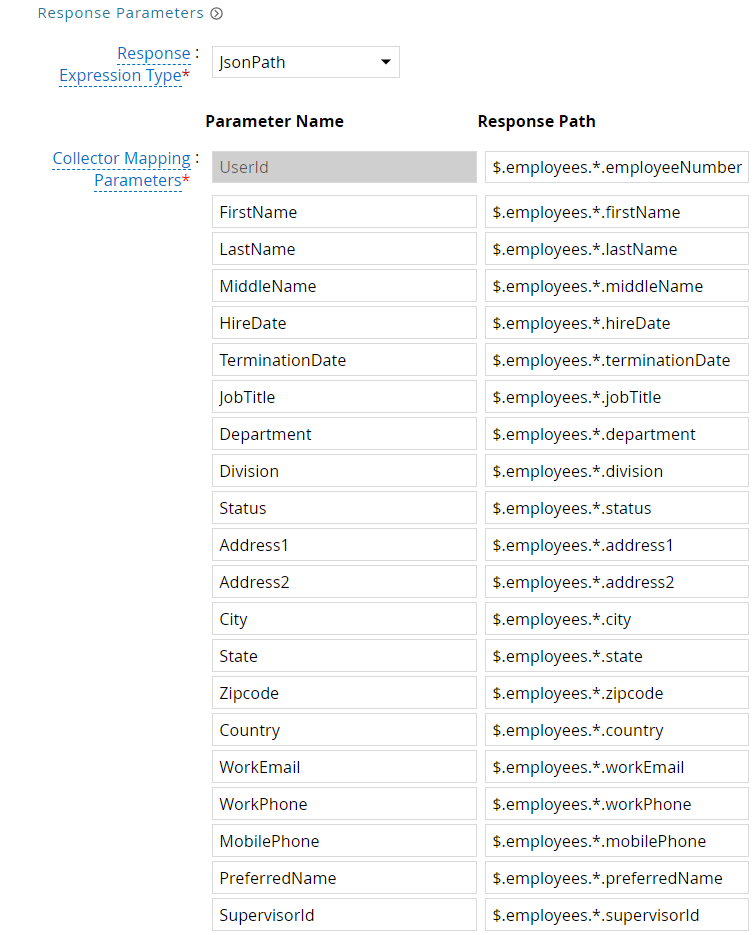 Response Parameters
Response :
Expression Type*
JsonPath
Parameter Name Response Path
Collector Mapping :
Parameters*
UserId $.employees.*.employeeNumber
FirstName $.employees.*.firstName
LastName $.employees.*.lastName
MiddleName $.employees.*.middleName
HireDate $.employees.*.hireDate
TerminationDate $.employees.*.terminationDate
JobTitle $.employees.*.jobTitle
Department $.employees.*.department
Division $.employees.*.division
Status $.employees.*.status
Address1 $.employees.*.address1
Address2 $.employees.*.address2
City $.employees.*.city
State $.employees.*.state
Zipcode $.employees.*.zipcode
Country $.employees.*.country
WorkEmail $.employees.*.workEmail
WorkPhone $.employees.*.workPhone
MobilePhone $.employees.*.mobilePhone
PreferredName $.employees.*.preferredName
SupervisorId $.employees.*.supervisorId